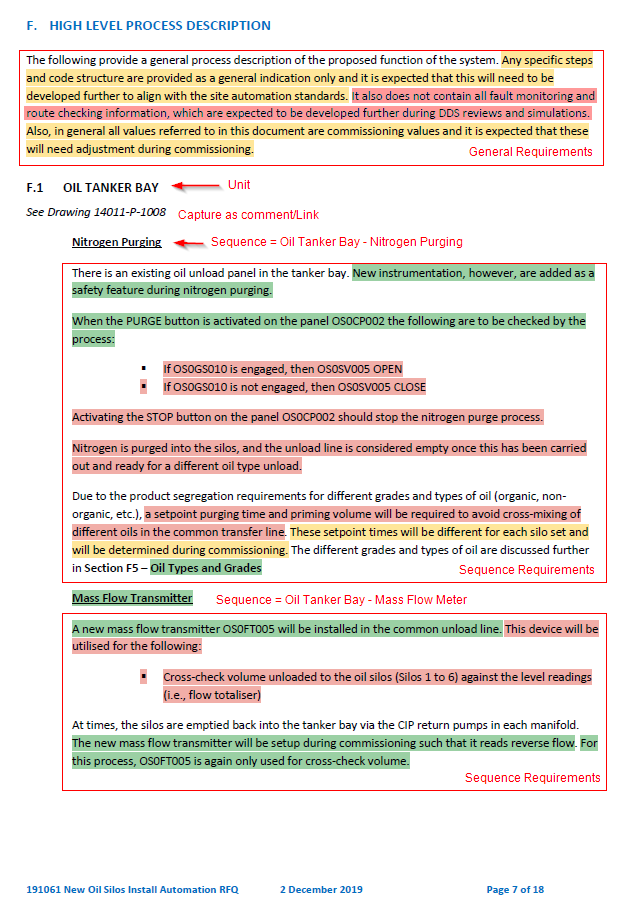 F. HIGH LEVEL PROCESS DESCRIPTION
The following provide a general process description of the proposed function of the system. Any specific steps
and code structure are provided as a general indication only and it is expected that this will need to be
developed further to align with the site automation standards. It also does not contain all fault monitoring and
route checking information, which are expected to be developed further during DDS reviews and simulations.
Also, in general all values referred to in this document are commissioning values and it is expected that these
will need adjustment during commissioning.
General Requirements
F.1 OIL TANKER BAY
Unit
See Drawing 14011-P-1008
Capture as comment/Link
Nitrogen Purging
Sequence = Oil Tanker Bay - Nitrogen Purging
There is an existing oil unload panel in the tanker bay. New instrumentation, however, are added as a
safety feature during nitrogen purging.
When the PURGE button is activated on the panel OS0CP002 the following are to be checked by the
process:
▪ If OS0GS010 is engaged, then OS0SV005 OPEN
▪ If OS0GS010 is not engaged, then OS0SV005 CLOSE
Activating the STOP button on the panel OS0CP002 should stop the nitrogen purge process.
Nitrogen is purged into the silos, and the unload line is considered empty once this has been carried
out and ready for a different oil type unload.
Due to the product segregation requirements for different grades and types of oil (organic, non-
organic, etc.), a setpoint purging time and priming volume will be required to avoid cross-mixing of
different oils in the common transfer line. These setpoint times will be different for each silo set and
will be determined during commissioning. The different grades and types of oil are discussed further
in Section F5 – Oil Types and Grades
Sequence Requirements
Mass Flow Transmitter
Sequence = Oil Tanker Bay - Mass Flow Meter
A new mass flow transmitter OS0FT005 will be installed in the common unload line. This device will be
utilised for the following:
▪ Cross-check volume unloaded to the oil silos (Silos 1 to 6) against the level readings
(i.e., flow totaliser)
At times, the silos are emptied back into the tanker bay via the CIP return pumps in each manifold.
The new mass flow transmitter will be setup during commissioning such that it reads reverse flow. For
this process, OS0FT005 is again only used for cross-check volume.
Sequence Requirements
191061 New Oil Silos Install Automation RFQ 2 December 2019 Page 7 of 18